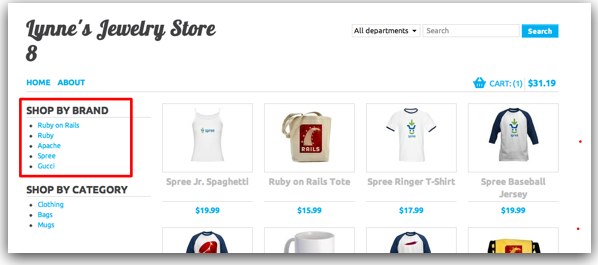 Lynne's Jewelry Store
8
All departments
Search
Search
HOME
ABOUT
CART: (1) $31.19
SHOP BY BRAND
Ruby on Rails
Ruby
Apache
Spree
Gucci
SHOP BY CATEGORY
Clothing
Bags
Mugs
spree
RAILS
spree
spree
Spree Jr. Spaghetti
$19.99
Ruby on Rails Tote
$15.99
Spree Ringer T-Shirt
$17.99
Spree Baseball
Jersey
$19.99